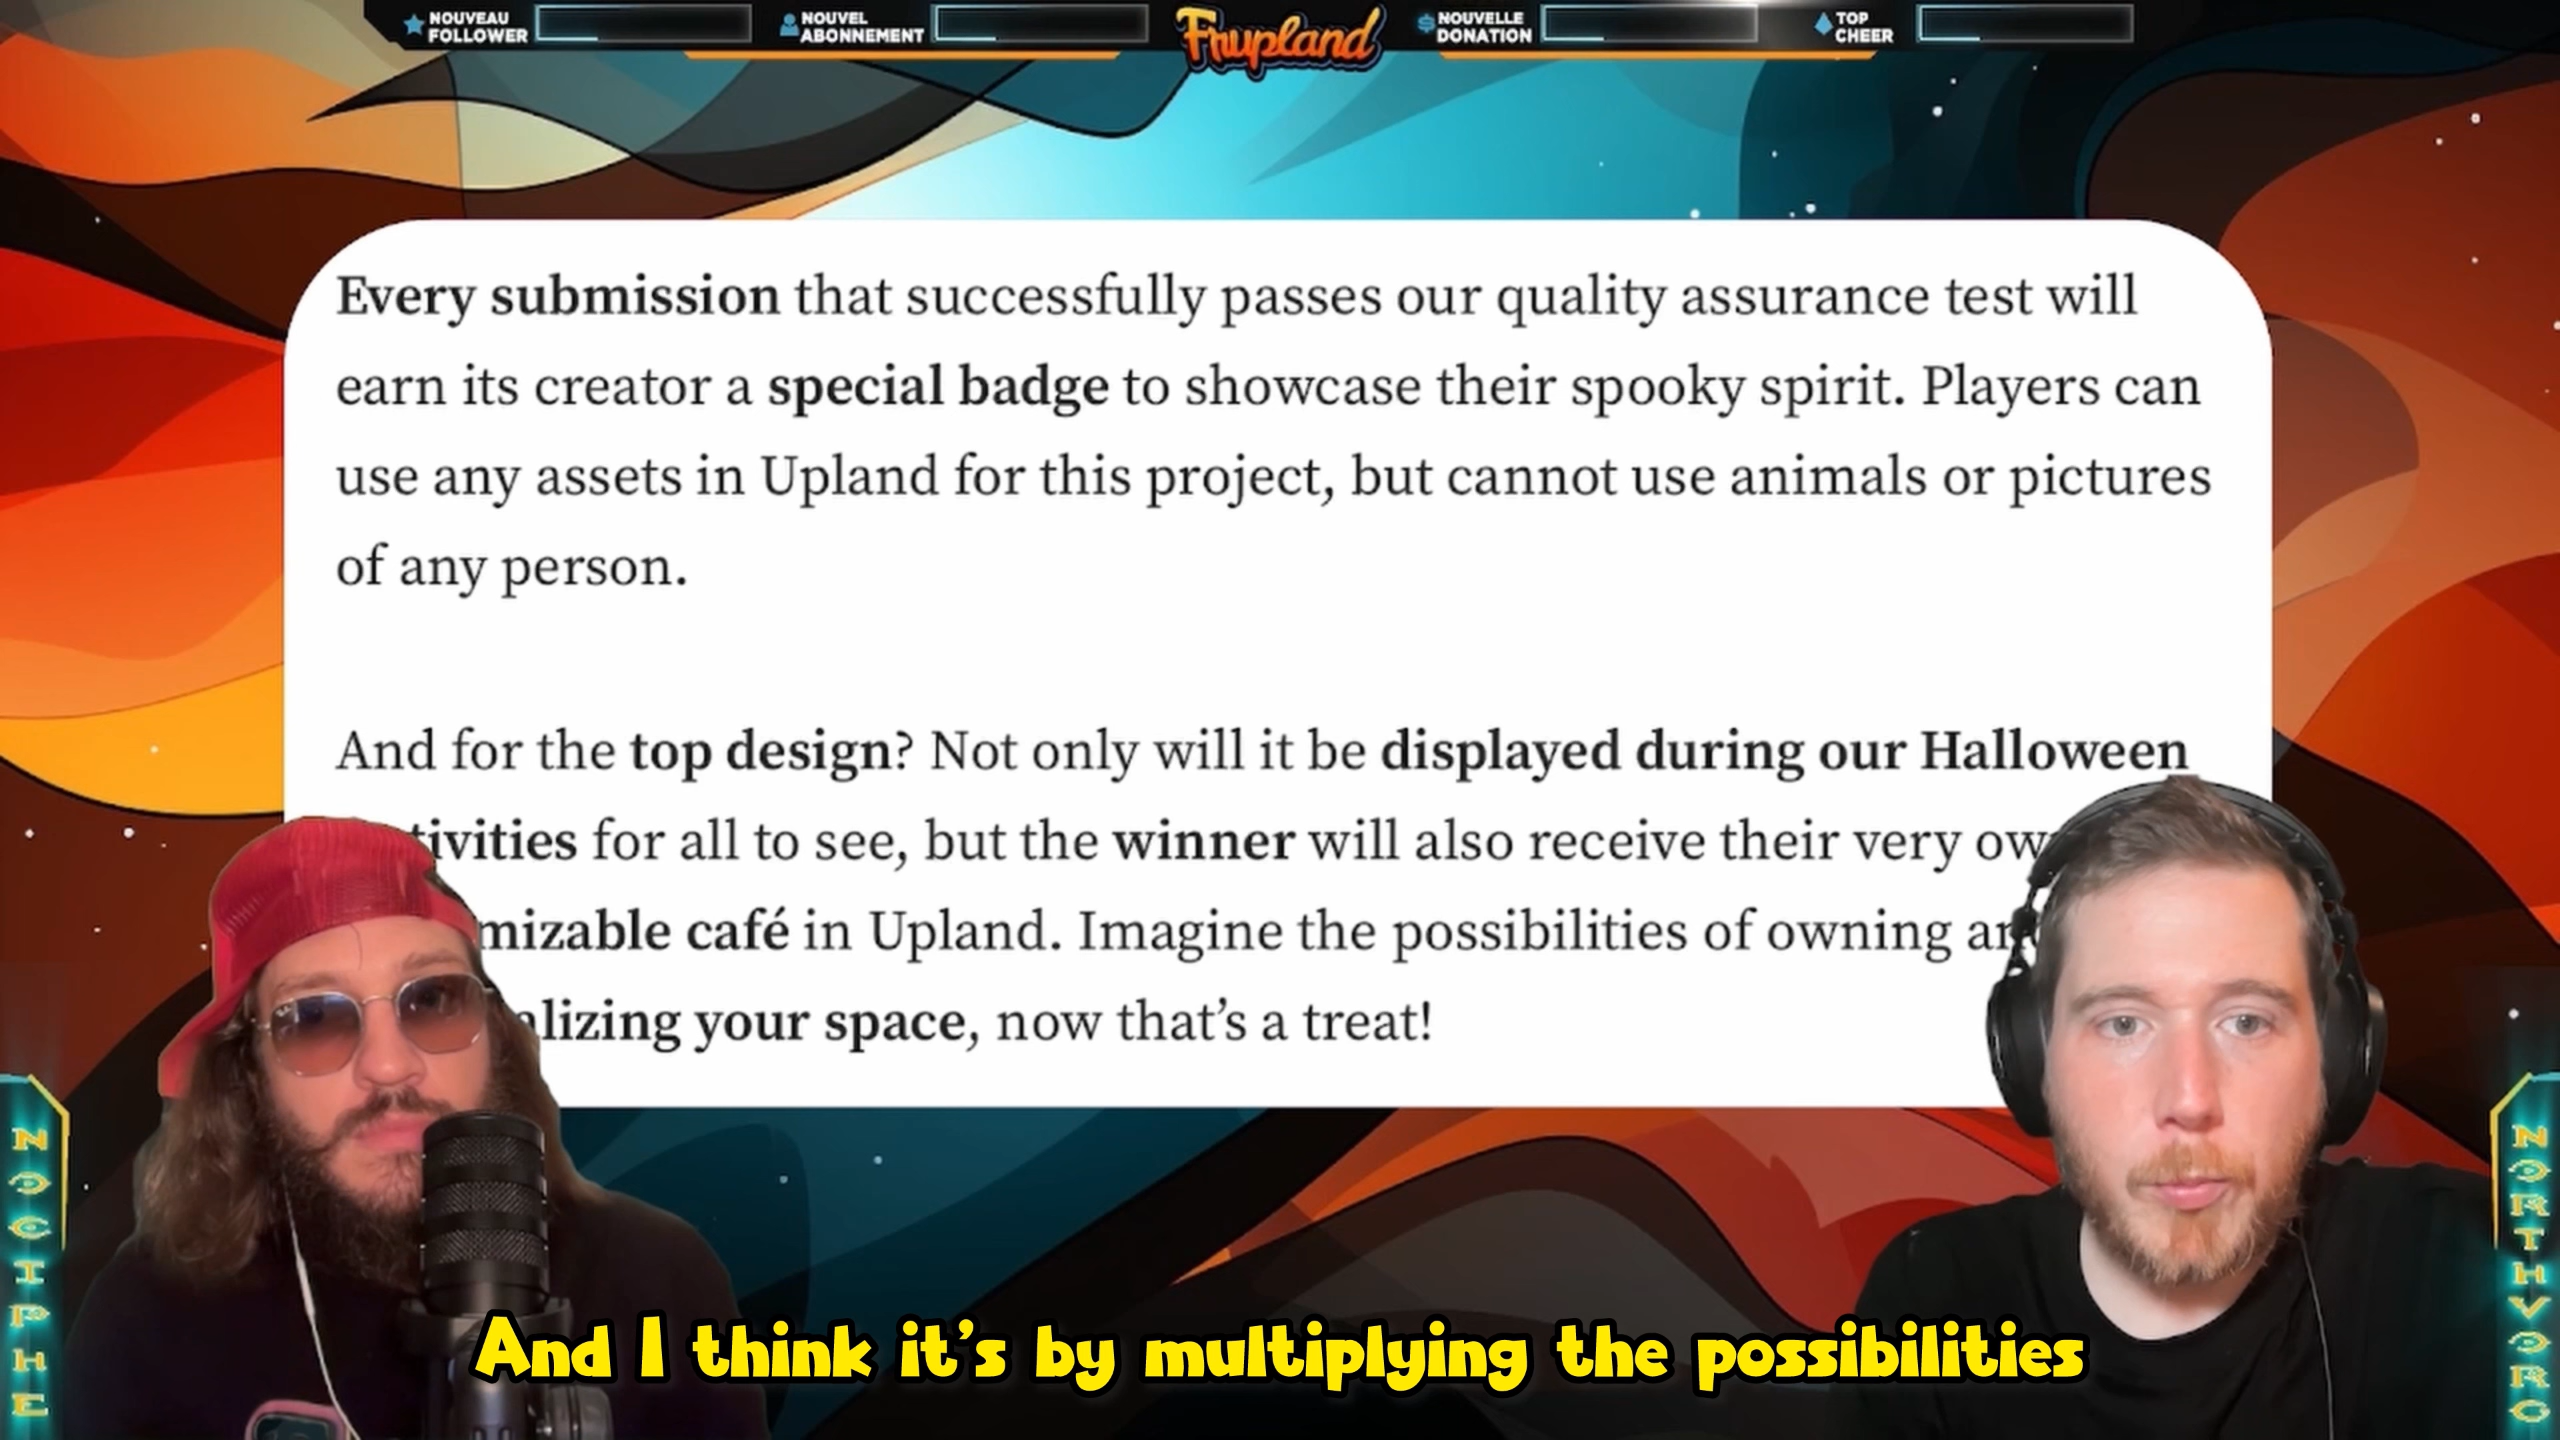 NOUVEAU FOLLOWER
NOUVEL ABONNEMENT
Frupland
NOUVELLE DONATION
TOP CHEER
Every submission that successfully passes our quality assurance test will
earn its creator a special badge to showcase their spooky spirit. Players can
use any assets in Upland for this project, but cannot use animals or pictures
of any person.
And for the top design? Not only will it be displayed during our Halloween
for all to see, but the winner will also receive their very
café in Upland. Imagine the possibilities of owning
your space, now that’s a treat!
NOCIPHE
NORTHVORC
And I think it’s by multiplying the possibilities